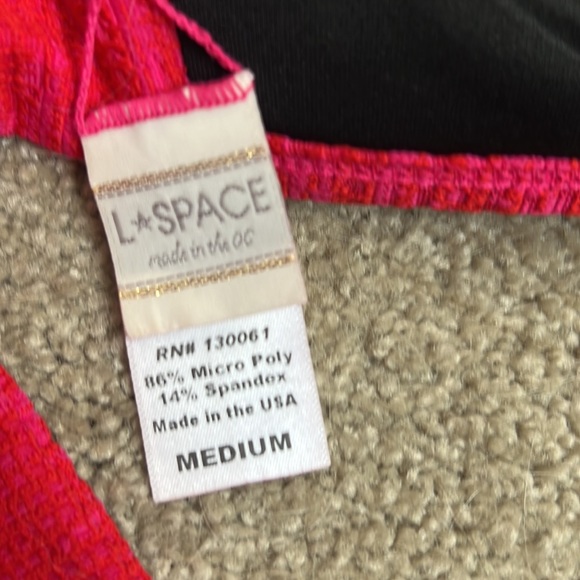 L★SPACE
made in the OC
RN# 130061
86% Micro Poly
14% Spandex
Made in the USA
MEDIUM